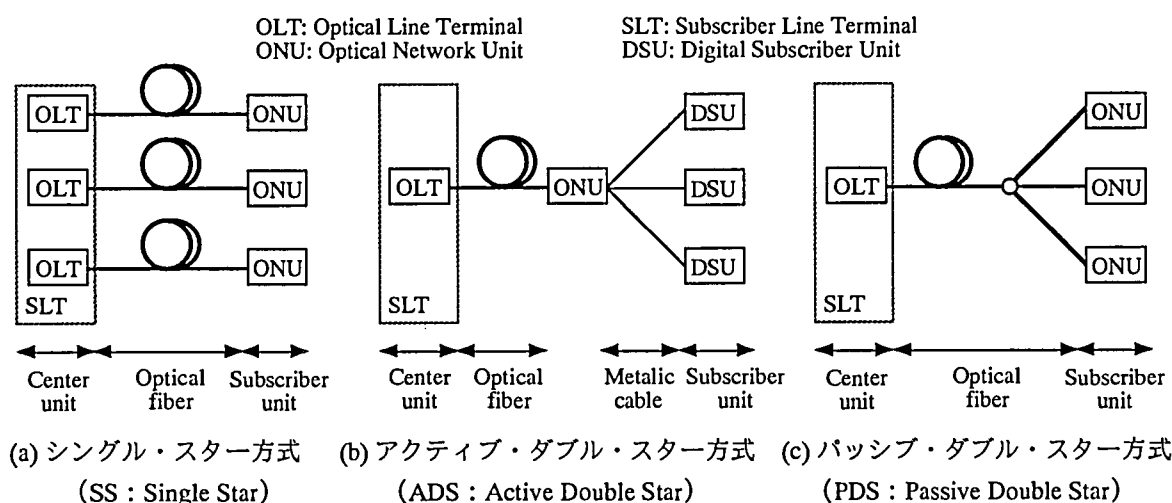 OLT: Optical Line Terminal
ONU: Optical Network Unit
SLT: Subscriber Line Terminal
DSU: Digital Subscriber Unit
OLT
ONU
OLT
ONU
OLT
ONU
SLT
Center unit
Optical fiber
Subscriber unit
(a) シングル・スター方式
(SS : Single Star)
OLT
ONU
DSU
DSU
DSU
SLT
Center unit
Optical fiber
Metalic cable
Subscriber unit
(b) アクティブ・ダブル・スター方式
(ADS : Active Double Star)
OLT
ONU
ONU
ONU
SLT
Center unit
Optical fiber
Subscriber unit
(c) パッシブ・ダブル・スター方式
(PDS : Passive Double Star)